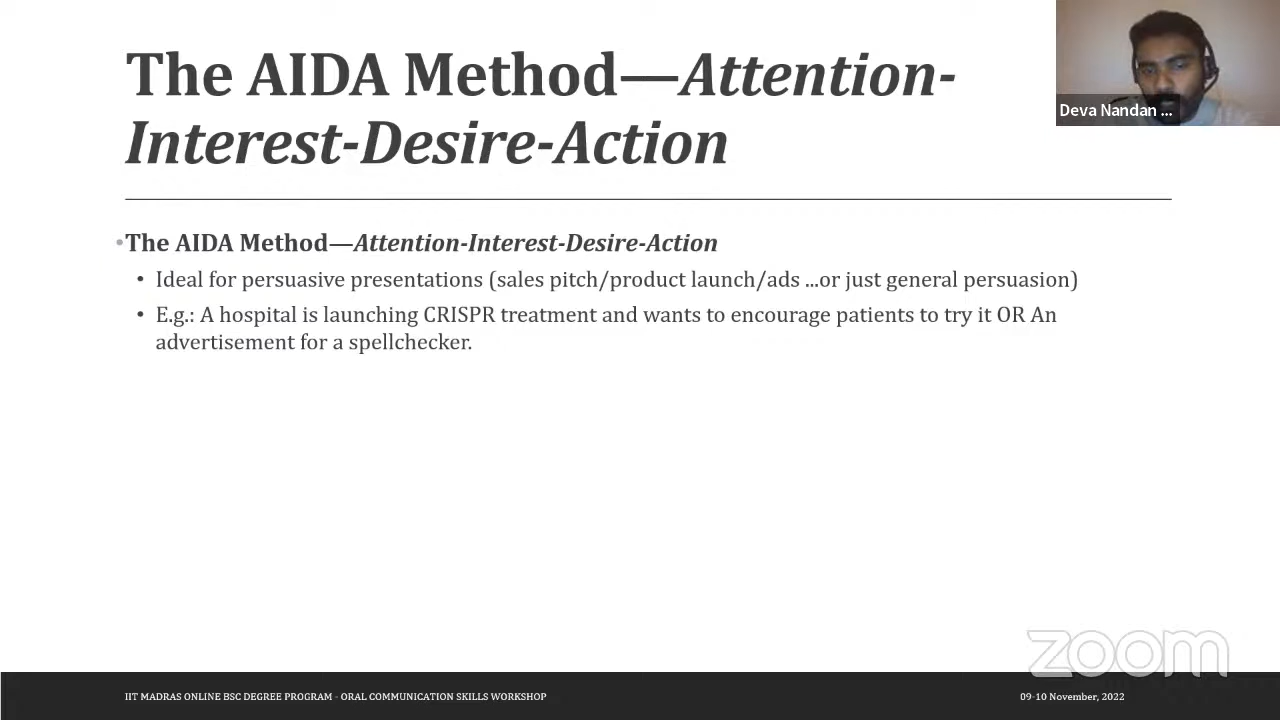 The AIDA Method—Attention-
Interest-Desire-Action
Deva Nandan ...
•The AIDA Method—Attention-Interest-Desire-Action
• Ideal for persuasive presentations (sales pitch/product launch/ads ...or just general persuasion)
• E.g.: A hospital is launching CRISPR treatment and wants to encourage patients to try it OR An
advertisement for a spellchecker.
zoom
IIT MADRAS ONLINE BSC DEGREE PROGRAM - ORAL COMMUNICATION SKILLS WORKSHOP
09-10 November, 2022